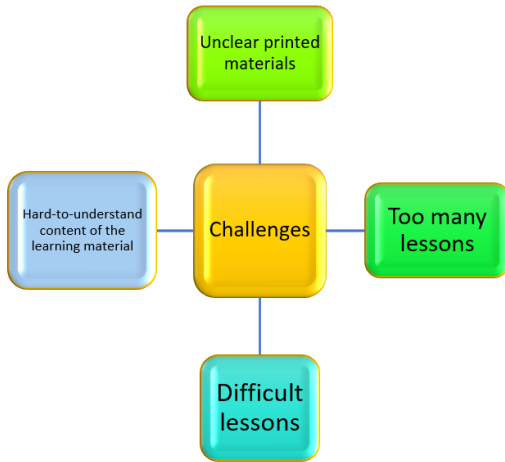 Unclear printed
materials
Hard-to-understand
content of the
learning material
Challenges
Too many
lessons
Difficult
lessons